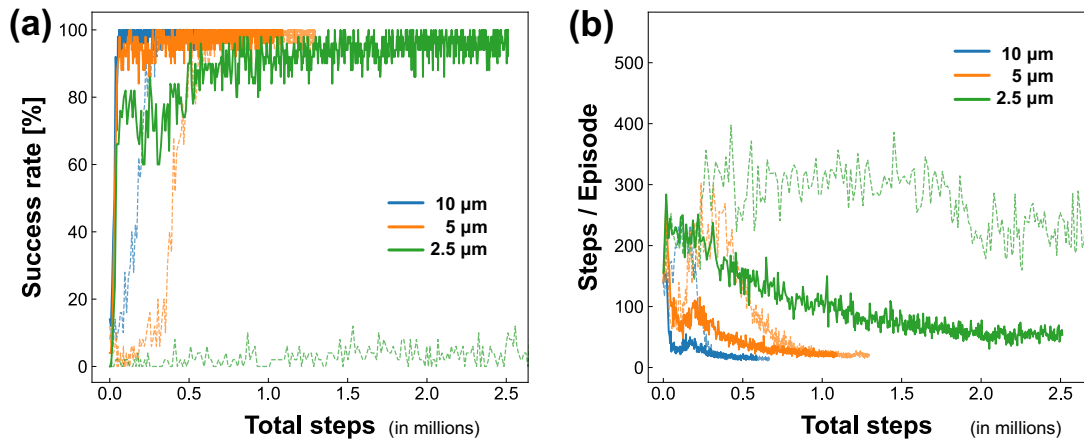 (a)
Success rate [%]
100
80
60
40
20
0
10 μm
5 μm
2.5 μm
0.0 0.5 1.0 1.5 2.0 2.5
Total steps (in millions)
(b)
Steps / Episode
500
400
300
200
100
0
10 μm
5 μm
2.5 μm
0.0 0.5 1.0 1.5 2.0 2.5
Total steps (in millions)